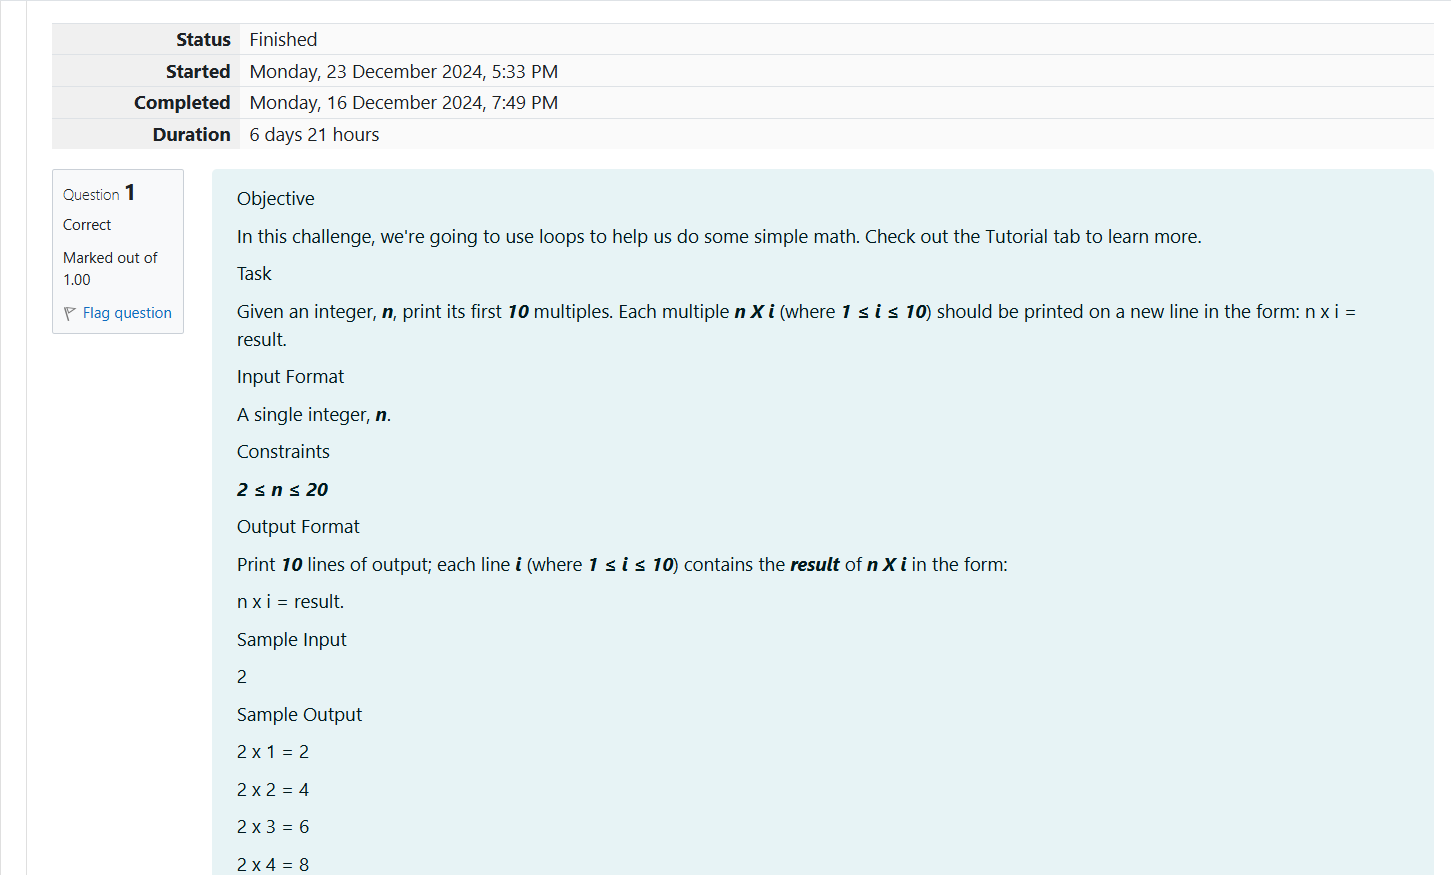 Status Finished
Started Monday, 23 December 2024, 5:33 PM
Completed Monday, 16 December 2024, 7:49 PM
Duration 6 days 21 hours
Question 1
Correct
Marked out of
1.00
Flag question
Objective
In this challenge, we're going to use loops to help us do some simple math. Check out the Tutorial tab to learn more.
Task
Given an integer, n, print its first 10 multiples. Each multiple n X i (where 1 ≤ i ≤ 10) should be printed on a new line in the form: n x i =
result.
Input Format
A single integer, n.
Constraints
2 ≤ n ≤ 20
Output Format
Print 10 lines of output; each line i (where 1 ≤ i ≤ 10) contains the result of n X i in the form:
n x i = result.
Sample Input
2
Sample Output
2 x 1 = 2
2 x 2 = 4
2 x 3 = 6
2 x 4 = 8